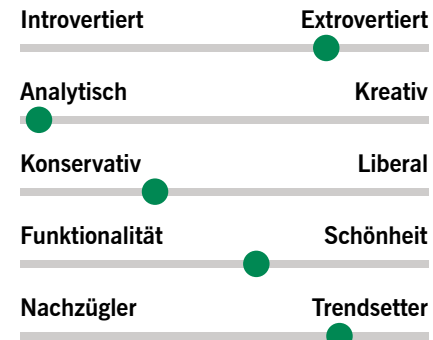 Introvertiert Extrovertiert
Analytisch Kreativ
Konservativ Liberal
Funktionalität Schönheit
Nachzügler Trendsetter